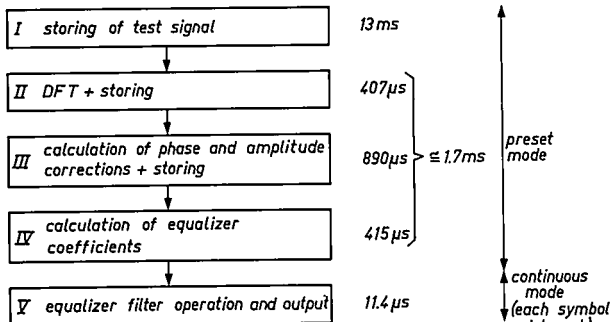 I storing of test signal
13ms
II DFT + storing
407μs
III calculation of phase and amplitude
corrections + storing
890μs
≅1.7ms
IV calculation of equalizer
coefficients
415μs
preset
mode
V equalizer filter operation and output
11.4μs
continuous
mode
(each symbol